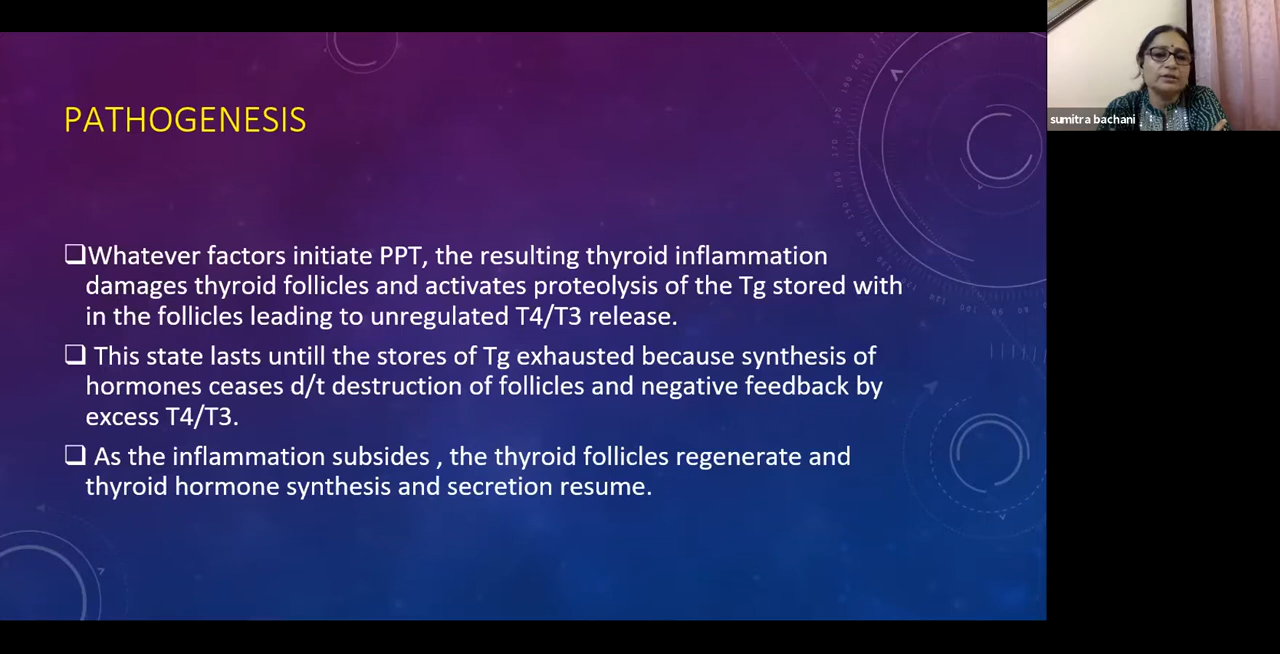 PATHOGENESIS
❑Whatever factors initiate PPT, the resulting thyroid inflammation
damages thyroid follicles and activates proteolysis of the Tg stored with
in the follicles leading to unregulated T4/T3 release.
❑ This state lasts untill the stores of Tg exhausted because synthesis of
hormones ceases d/t destruction of follicles and negative feedback by
excess T4/T3.
❑ As the inflammation subsides , the thyroid follicles regenerate and
thyroid hormone synthesis and secretion resume.
sumitra bachani